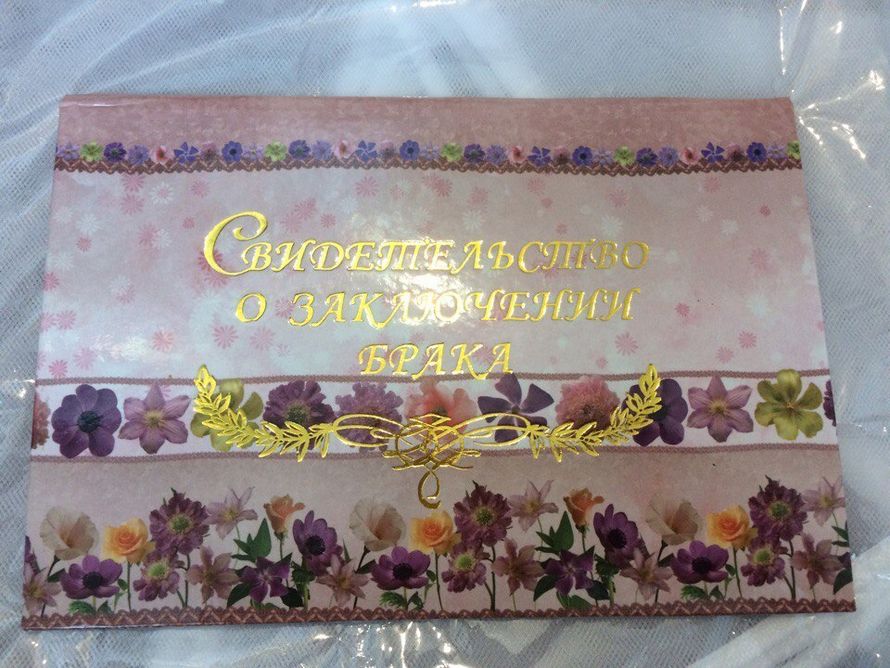 Свидетельство
о заключении
брака